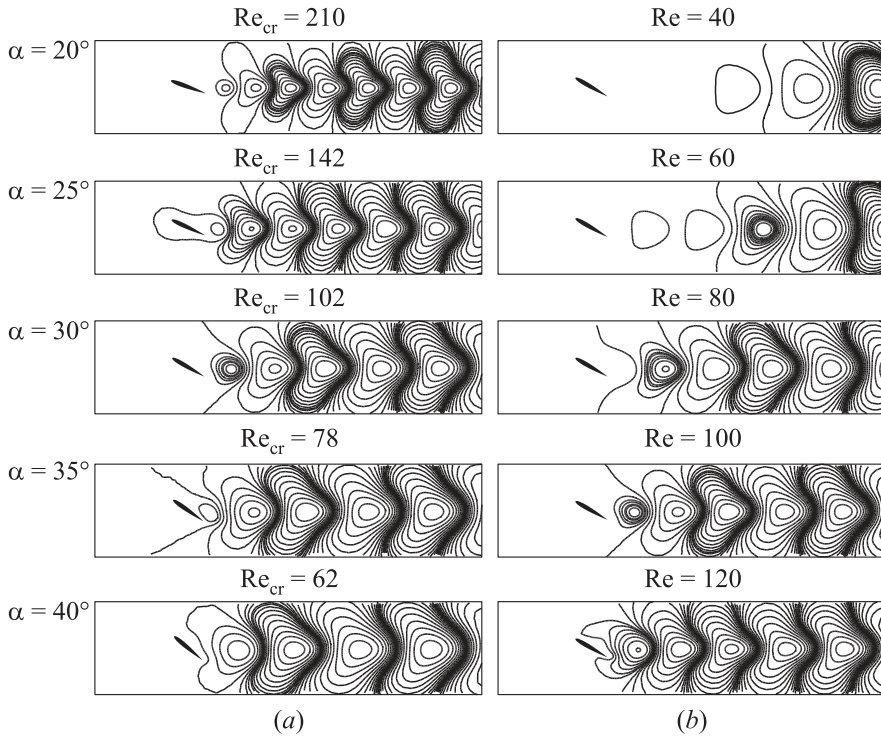 Re_cr = 210 Re = 40
α = 20°
Re_cr = 142 Re = 60
α = 25°
Re_cr = 102 Re = 80
α = 30°
Re_cr = 78 Re = 100
α = 35°
Re_cr = 62 Re = 120
α = 40°
(a) (b)